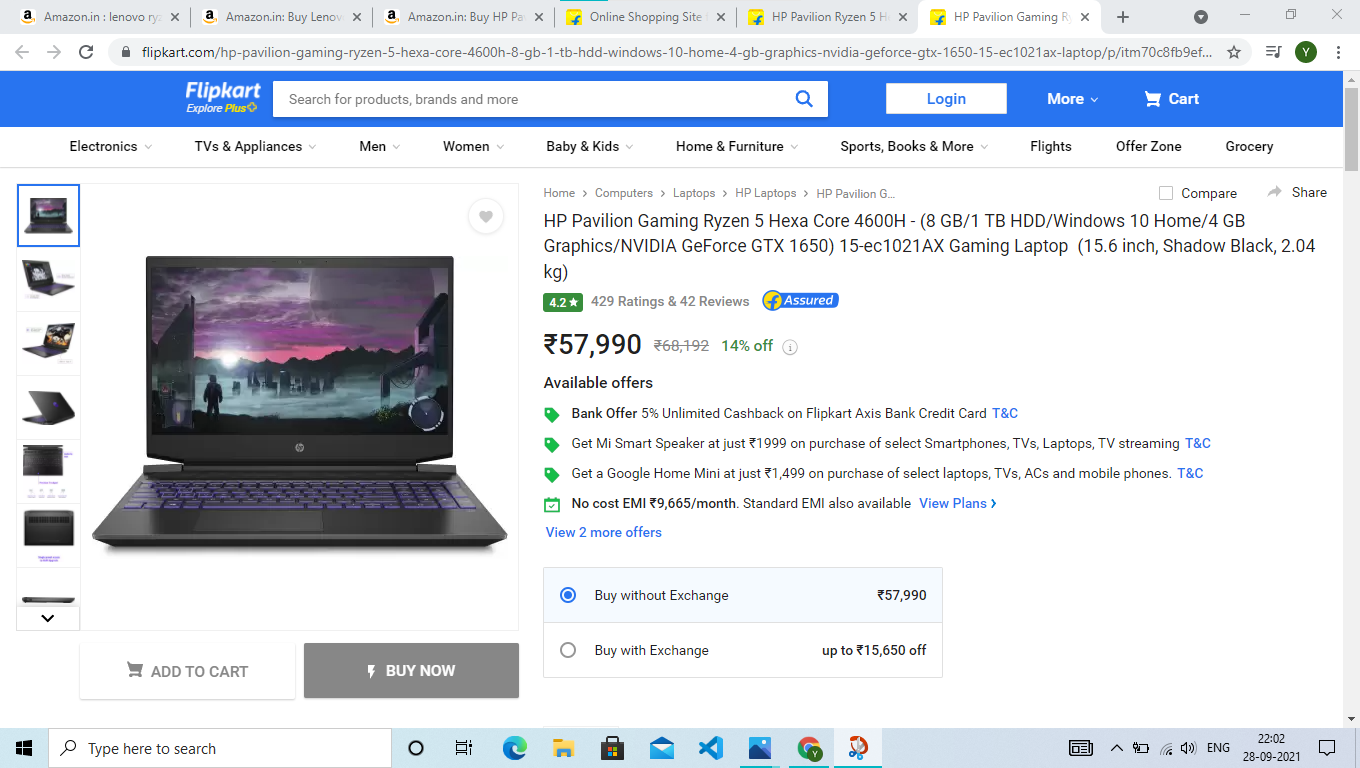 Amazon.in : lenovo ryz
Amazon.in: Buy Lenov
Amazon.in: Buy HP Pa
Online Shopping Site f
HP Pavilion Ryzen 5 H
HP Pavilion Gaming Ry
flipkart.com/hp-pavilion-gaming-ryzen-5-hexa-core-4600h-8-gb-1-tb-hdd-windows-10-home-4-gb-graphics-nvidia-geforce-gtx-1650-15-ec1021ax-laptop/p/itm70c8fb9ef...
Y
Flipkart
Explore Plus
Search for products, brands and more
Login
More
Cart
Electronics
TVs & Appliances
Men
Women
Baby & Kids
Home & Furniture
Sports, Books & More
Flights
Offer Zone
Grocery
Home > Computers > Laptops > HP Laptops > HP Pavilion G...
Compare
Share
HP Pavilion Gaming Ryzen 5 Hexa Core 4600H - (8 GB/1 TB HDD/Windows 10 Home/4 GB
Graphics/NVIDIA GeForce GTX 1650) 15-ec1021AX Gaming Laptop (15.6 inch, Shadow Black, 2.04
kg)
4.2★ 429 Ratings & 42 Reviews Assured
₹57,990 ₹68,192 14% off
Available offers
Bank Offer 5% Unlimited Cashback on Flipkart Axis Bank Credit Card T&C
Get Mi Smart Speaker at just ₹1999 on purchase of select Smartphones, TVs, Laptops, TV streaming T&C
Get a Google Home Mini at just ₹1,499 on purchase of select laptops, TVs, ACs and mobile phones. T&C
No cost EMI ₹9,665/month. Standard EMI also available View Plans >
View 2 more offers
Buy without Exchange ₹57,990
Buy with Exchange up to ₹15,650 off
ADD TO CART
BUY NOW
Type here to search
Y
ENG
22:02
28-09-2021